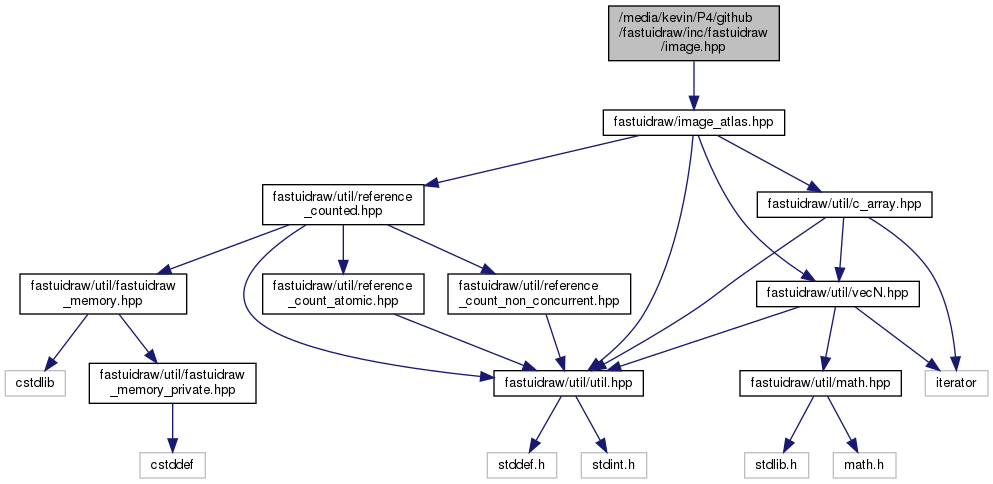 /media/kevin/P4/github
/fastuidraw/inc/fastuidraw
/image.hpp
fastuidraw/image_atlas.hpp
fastuidraw/util/reference
_counted.hpp
fastuidraw/util/c_array.hpp
fastuidraw/util/fastuidraw
_memory.hpp
fastuidraw/util/reference
_count_atomic.hpp
fastuidraw/util/reference
_count_non_concurrent.hpp
fastuidraw/util/vecN.hpp
cstdlib
fastuidraw/util/fastuidraw
_memory_private.hpp
fastuidraw/util/util.hpp
fastuidraw/util/math.hpp
iterator
cstddef
stddef.h
stdint.h
stdlib.h
math.h